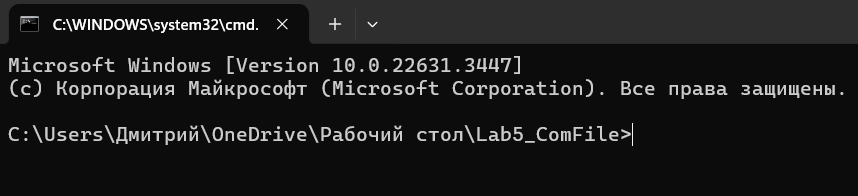 C:\WINDOWS\system32\cmd.
Microsoft Windows [Version 10.0.22631.3447]
(c) Корпорация Майкрософт (Microsoft Corporation). Все права защищены.
C:\Users\Дмитрий\OneDrive\Рабочий стол\Lab5_ComFile>